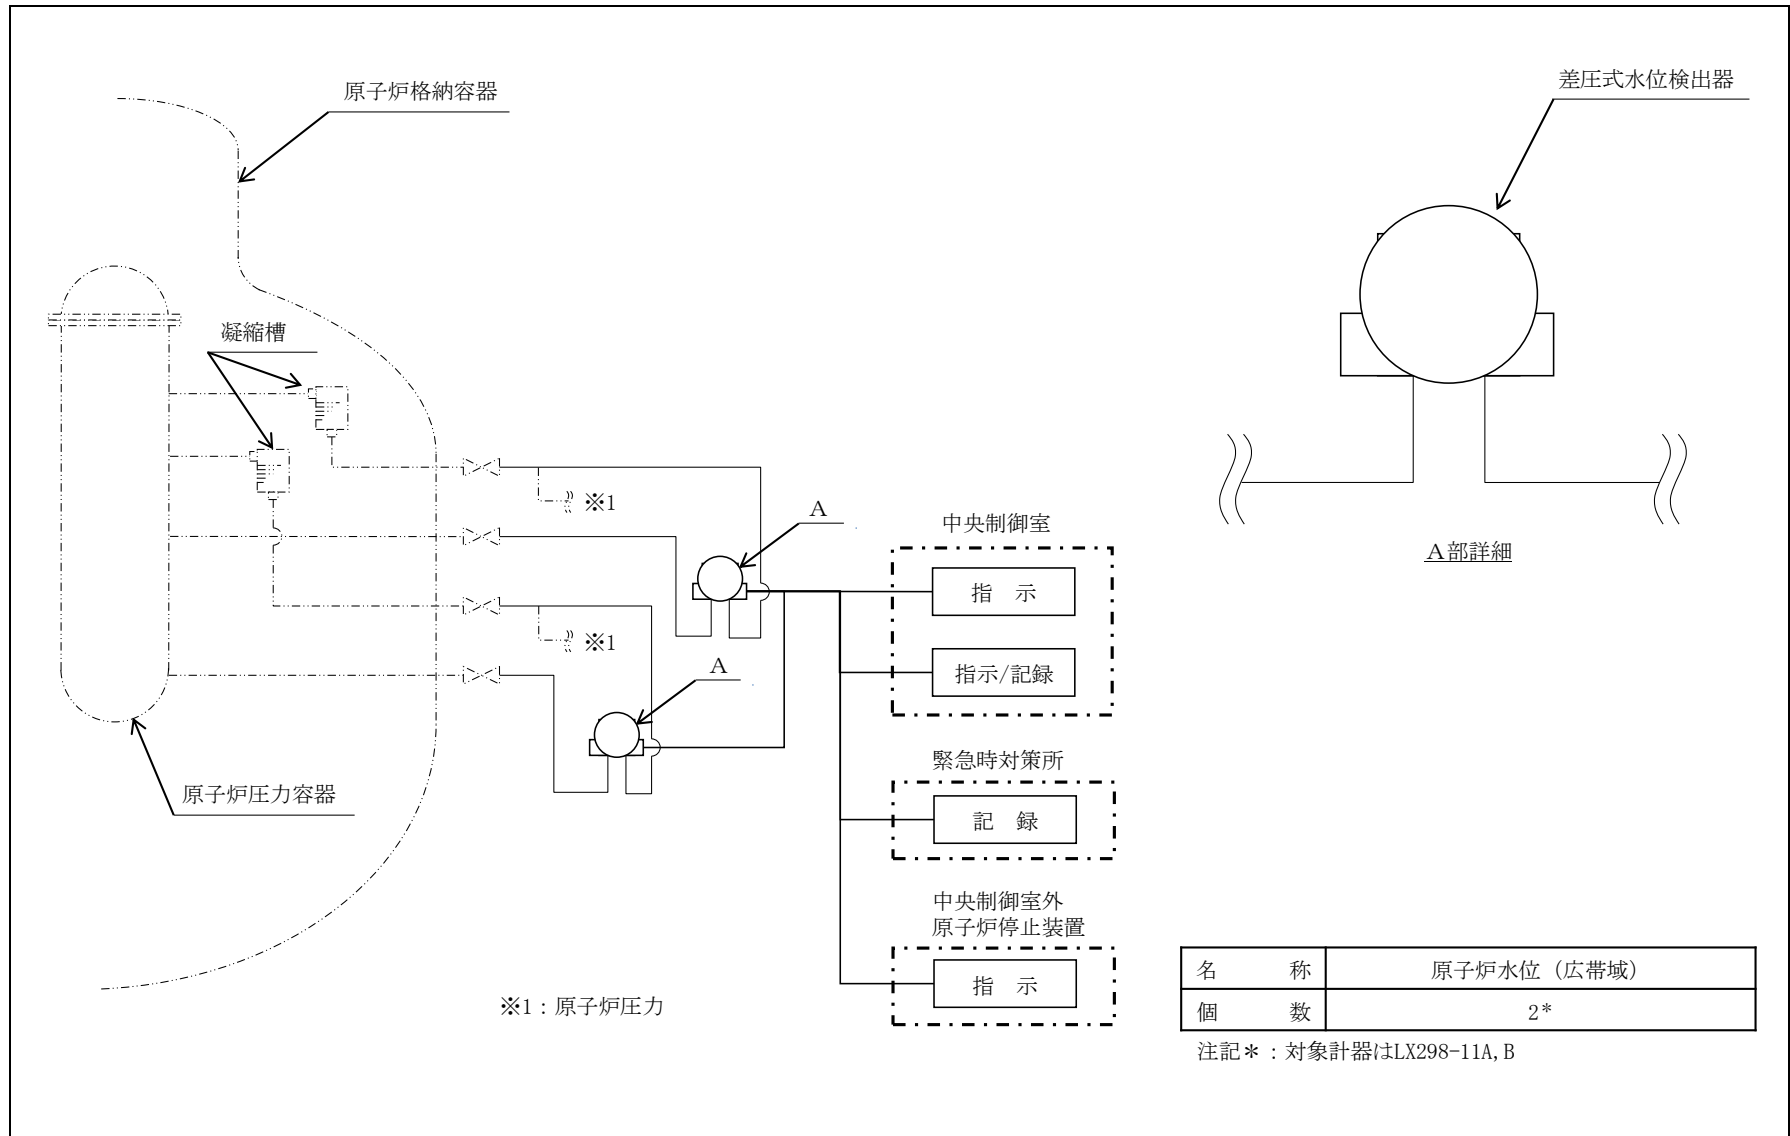 原子炉格納容器
差圧式水位検出器
凝縮槽
※1
A
中央制御室
指 示
A部詳細
※1
A
指示/記録
緊急時対策所
原子炉圧力容器
記 録
中央制御室外
原子炉停止装置
指 示
※1：原子炉圧力
名 称 原子炉水位（広帯域）
個 数 2*
注記＊：対象計器はLX298-11A,B